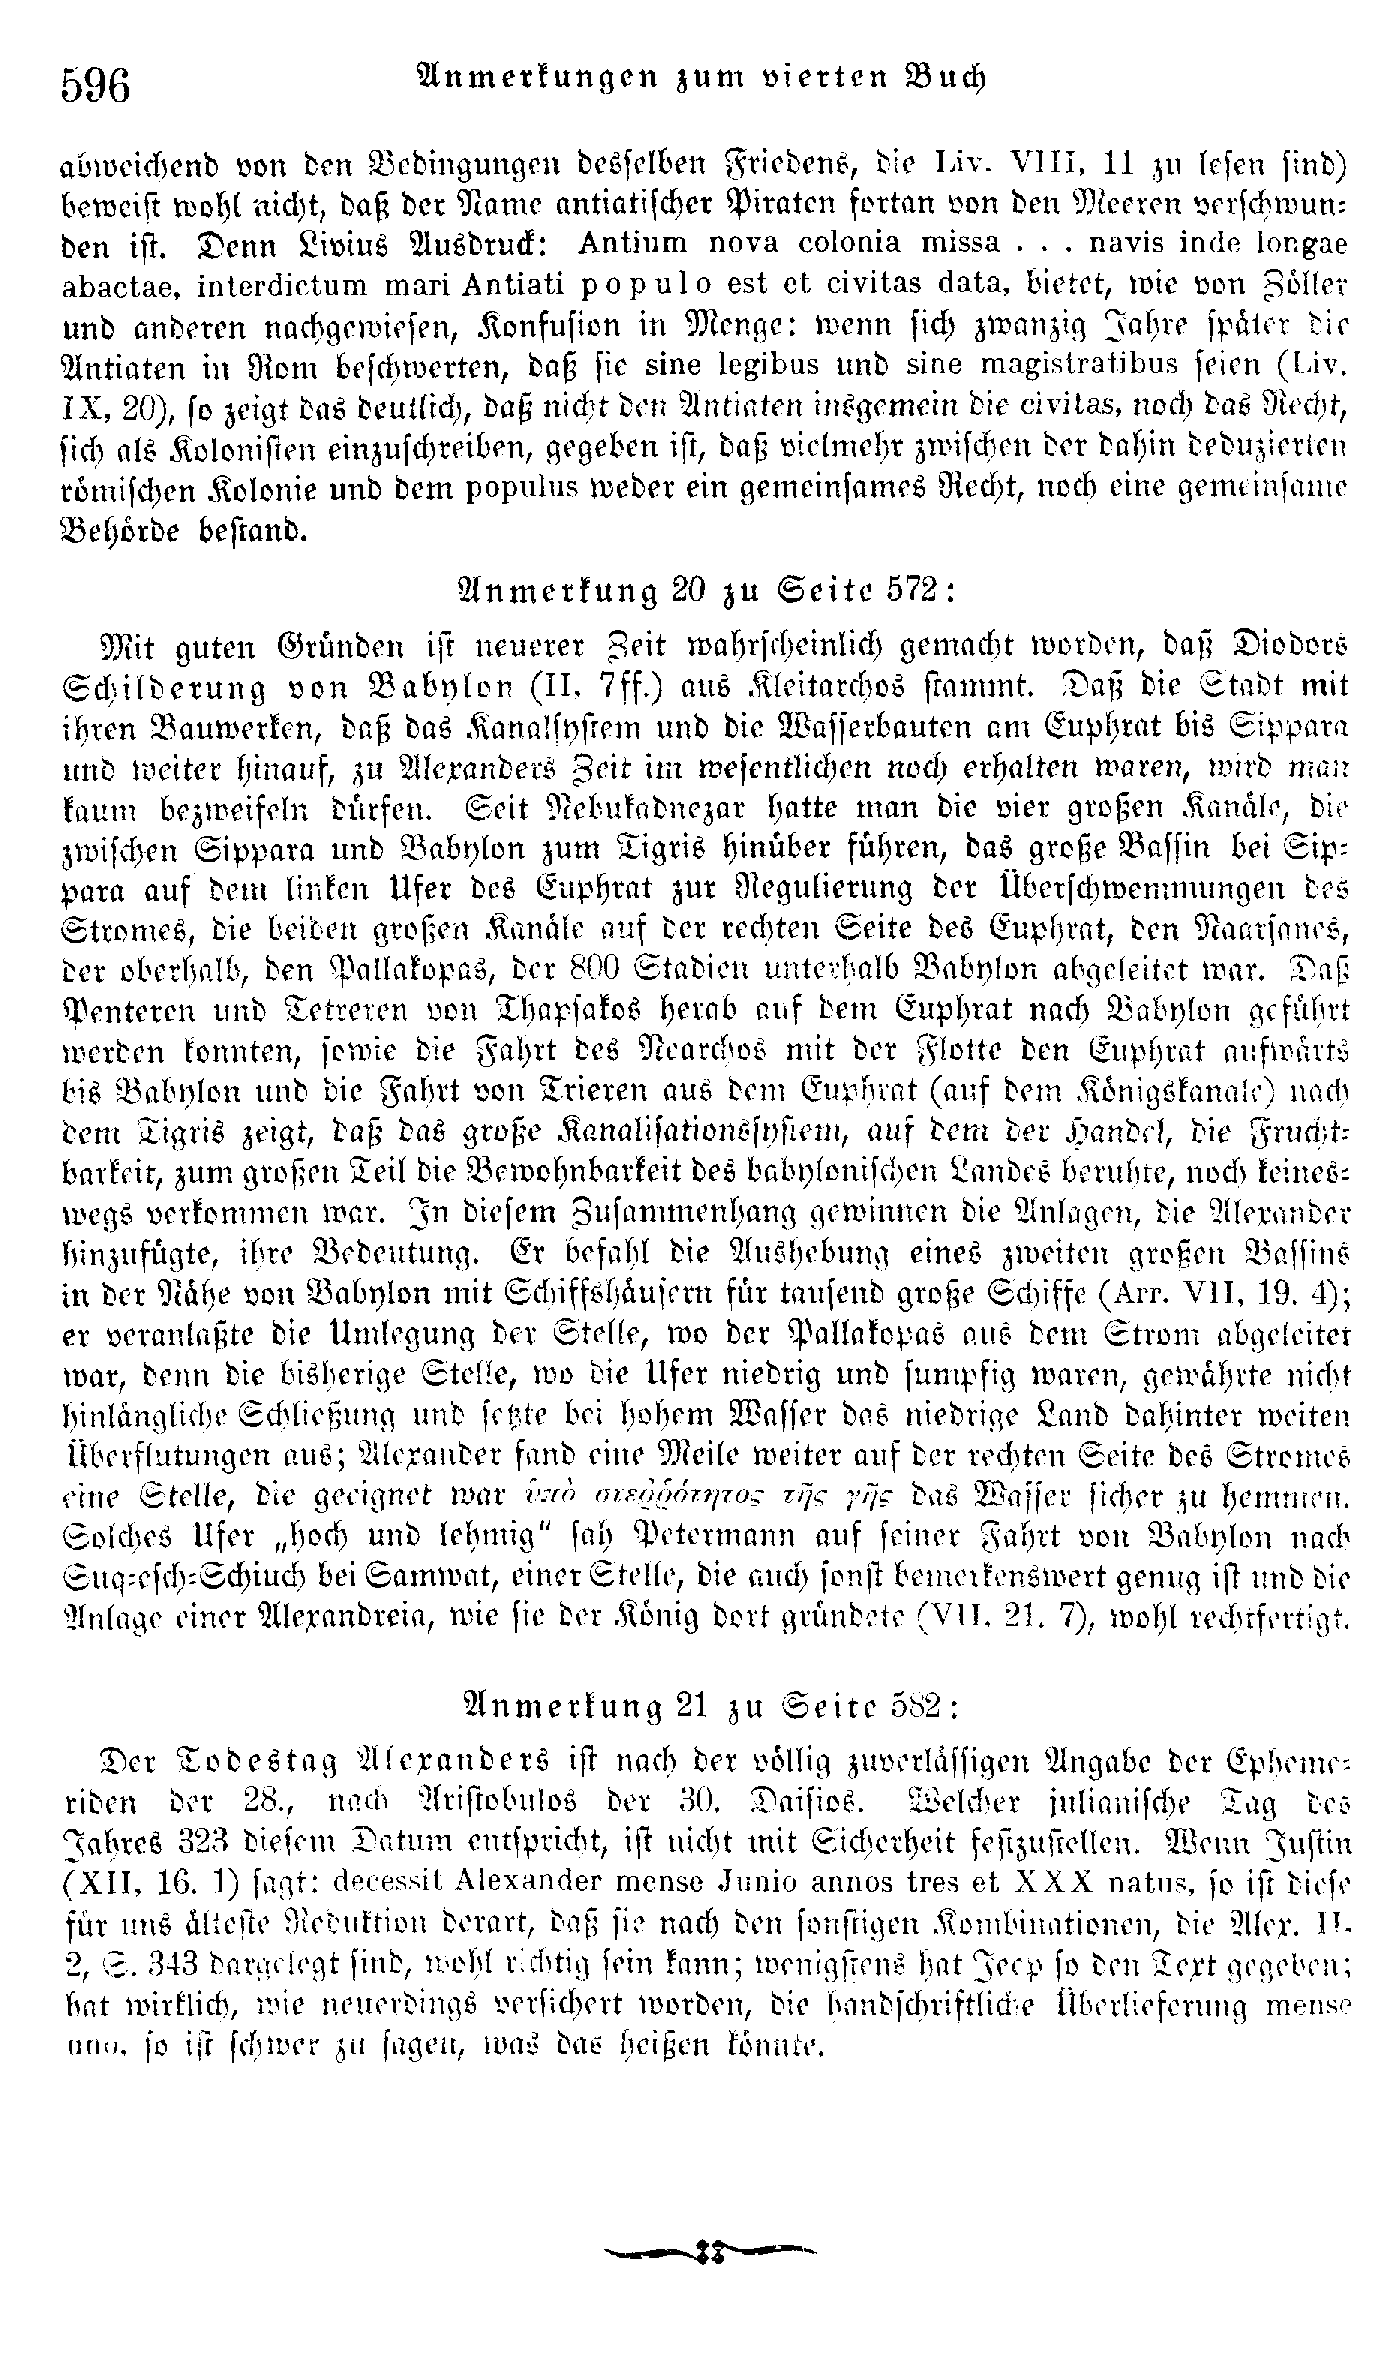 596 Anmerkungen zum vierten Buch
abweichend von den Bedingungen desselben Friedens, die Liv. VIII, 11 zu lesen sind)
beweist wohl nicht, daß der Name antiatischer Piraten fortan von den Meeren verschwun-
den ist. Denn Livius Ausdruck: Antium nova colonia missa . . . navis inde longae
abactae, interdictum mari Antiati populo est et civitas data, bietet, wie von Zöller
und anderen nachgewiesen, Konfusion in Menge: wenn sich zwanzig Jahre später die
Antiaten in Rom beschwerten, daß sie sine legibus und sine magistratibus seien (Liv.
IX, 20), so zeigt das deutlich, daß nicht den Antiaten insgemein die civitas, noch das Recht,
sich als Kolonisten einzuschreiben, gegeben ist, daß vielmehr zwischen der dahin deduzierten
römischen Kolonie und dem populus weder ein gemeinsames Recht, noch eine gemeinsame
Behörde bestand.
Anmerkung 20 zu Seite 572:
Mit guten Gründen ist neuerer Zeit wahrscheinlich gemacht worden, daß Diodors
Schilderung von Babylon (II, 7ff.) aus Kleitarchos stammt. Daß die Stadt mit
ihren Bauwerken, daß das Kanalsystem und die Wasserbauten am Euphrat bis Sippara
und weiter hinauf, zu Alexanders Zeit im wesentlichen noch erhalten waren, wird man
kaum bezweifeln dürfen. Seit Nebukadnezar hatte man die vier großen Kanäle, die
zwischen Sippara und Babylon zum Tigris hinüber führen, das große Bassin bei Sip-
para auf dem linken Ufer des Euphrat zur Regulierung der Überschwemmungen des
Stromes, die beiden großen Kanäle auf der rechten Seite des Euphrat, den Naarsanes,
der oberhalb, den Pallakopas, der 800 Stadien unterhalb Babylon abgeleitet war. Daß
Penteren und Tetreren von Thapsakos herab auf dem Euphrat nach Babylon geführt
werden konnten, sowie die Fahrt des Nearchos mit der Flotte den Euphrat aufwärts
bis Babylon und die Fahrt von Trieren aus dem Euphrat (auf dem Königskanale) nach
dem Tigris zeigt, daß das große Kanalisationssystem, auf dem der Handel, die Frucht-
barkeit, zum großen Teil die Bewohnbarkeit des babylonischen Landes beruhte, noch keines-
wegs verkommen war. In diesem Zusammenhang gewinnen die Anlagen, die Alexander
hinzufügte, ihre Bedeutung. Er befahl die Aushebung eines zweiten großen Bassins
in der Nähe von Babylon mit Schiffshäusern für tausend große Schiffe (Arr. VII, 19. 4);
er veranlaßte die Umlegung der Stelle, wo der Pallakopas aus dem Strom abgeleitet
war, denn die bisherige Stelle, wo die Ufer niedrig und sumpfig waren, gewährte nicht
hinlängliche Schließung und setzte bei hohem Wasser das niedrige Land dahinter weiten
Überflutungen aus; Alexander fand eine Meile weiter auf der rechten Seite des Stromes
eine Stelle, die geeignet war ὑπὸ στεῤῥότητος τῆς γῆς das Wasser sicher zu hemmen.
Solches Ufer „hoch und lehmig“ sah Petermann auf seiner Fahrt von Babylon nach
Suq-esch-Schiuch bei Samwat, einer Stelle, die auch sonst bemerkenswert genug ist und die
Anlage einer Alexandreia, wie sie der König dort gründete (VII. 21. 7), wohl rechtfertigt.
Anmerkung 21 zu Seite 582:
Der Todestag Alexanders ist nach der völlig zuverlässigen Angabe der Epheme-
riden der 28., nach Aristobulos der 30. Daisios. Welcher julianische Tag des
Jahres 323 diesem Datum entspricht, ist nicht mit Sicherheit festzustellen. Wenn Justin
(XII, 16. 1) sagt: decessit Alexander mense Junio annos tres et XXX natus, so ist diese
für uns älteste Reduktion derart, daß sie nach den sonstigen Kombinationen, die Alex. II.
2, S. 343 dargelegt sind, wohl richtig sein kann; wenigstens hat Jeep so den Text gegeben;
hat wirklich, wie neuerdings versichert worden, die handschriftliche Überlieferung mense
so ist schwer zu sagen, was das heißen könnte.